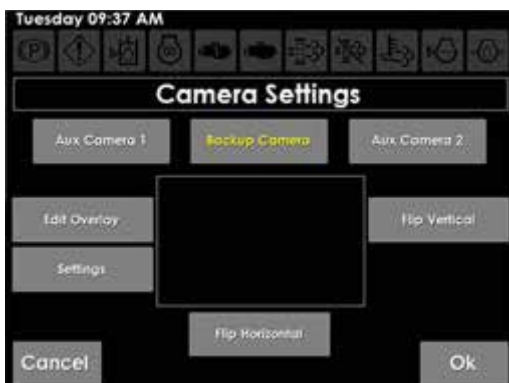 Tuesday 09:37 AM
Camera Settings
Aux Camera 1 Backup Camera Aux Camera 2
Edit Overlay Flip Vertical
Settings
Flip Horizontal
Cancel Ok